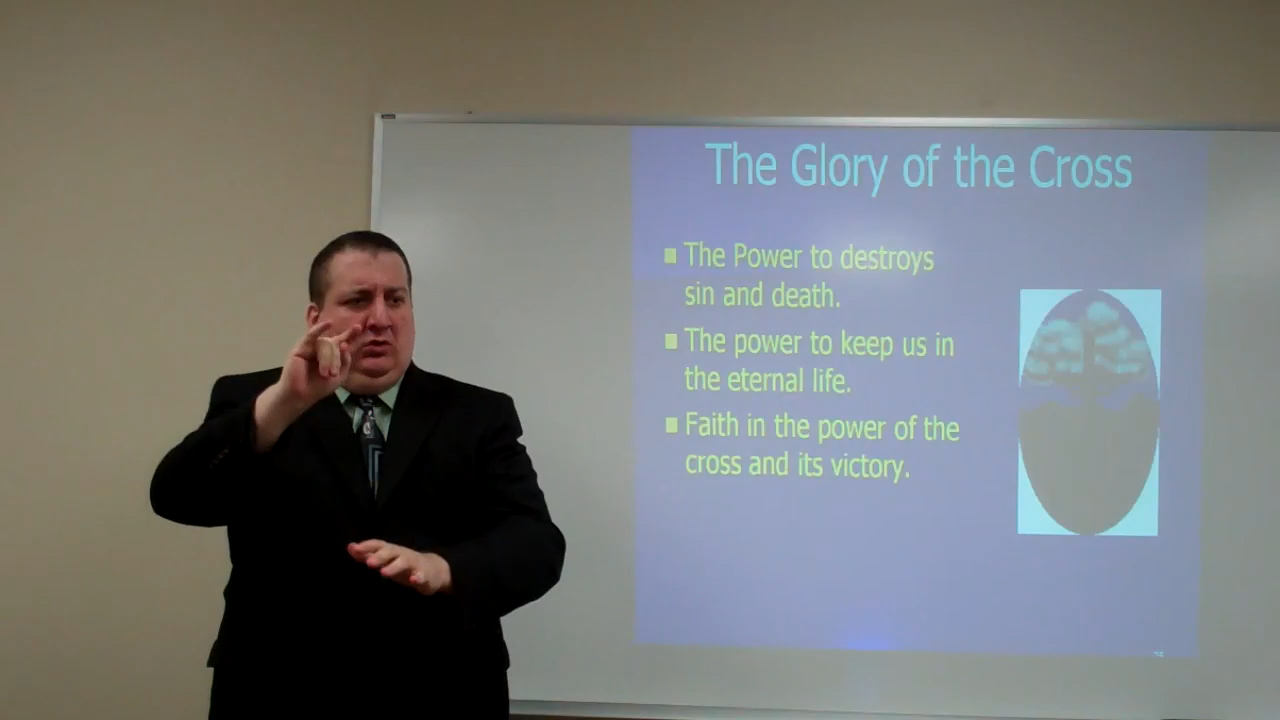 The Glory of the Cross
The Power to destroys
sin and death.
The power to keep us in
the eternal life.
Faith in the power of the
cross and its victory.